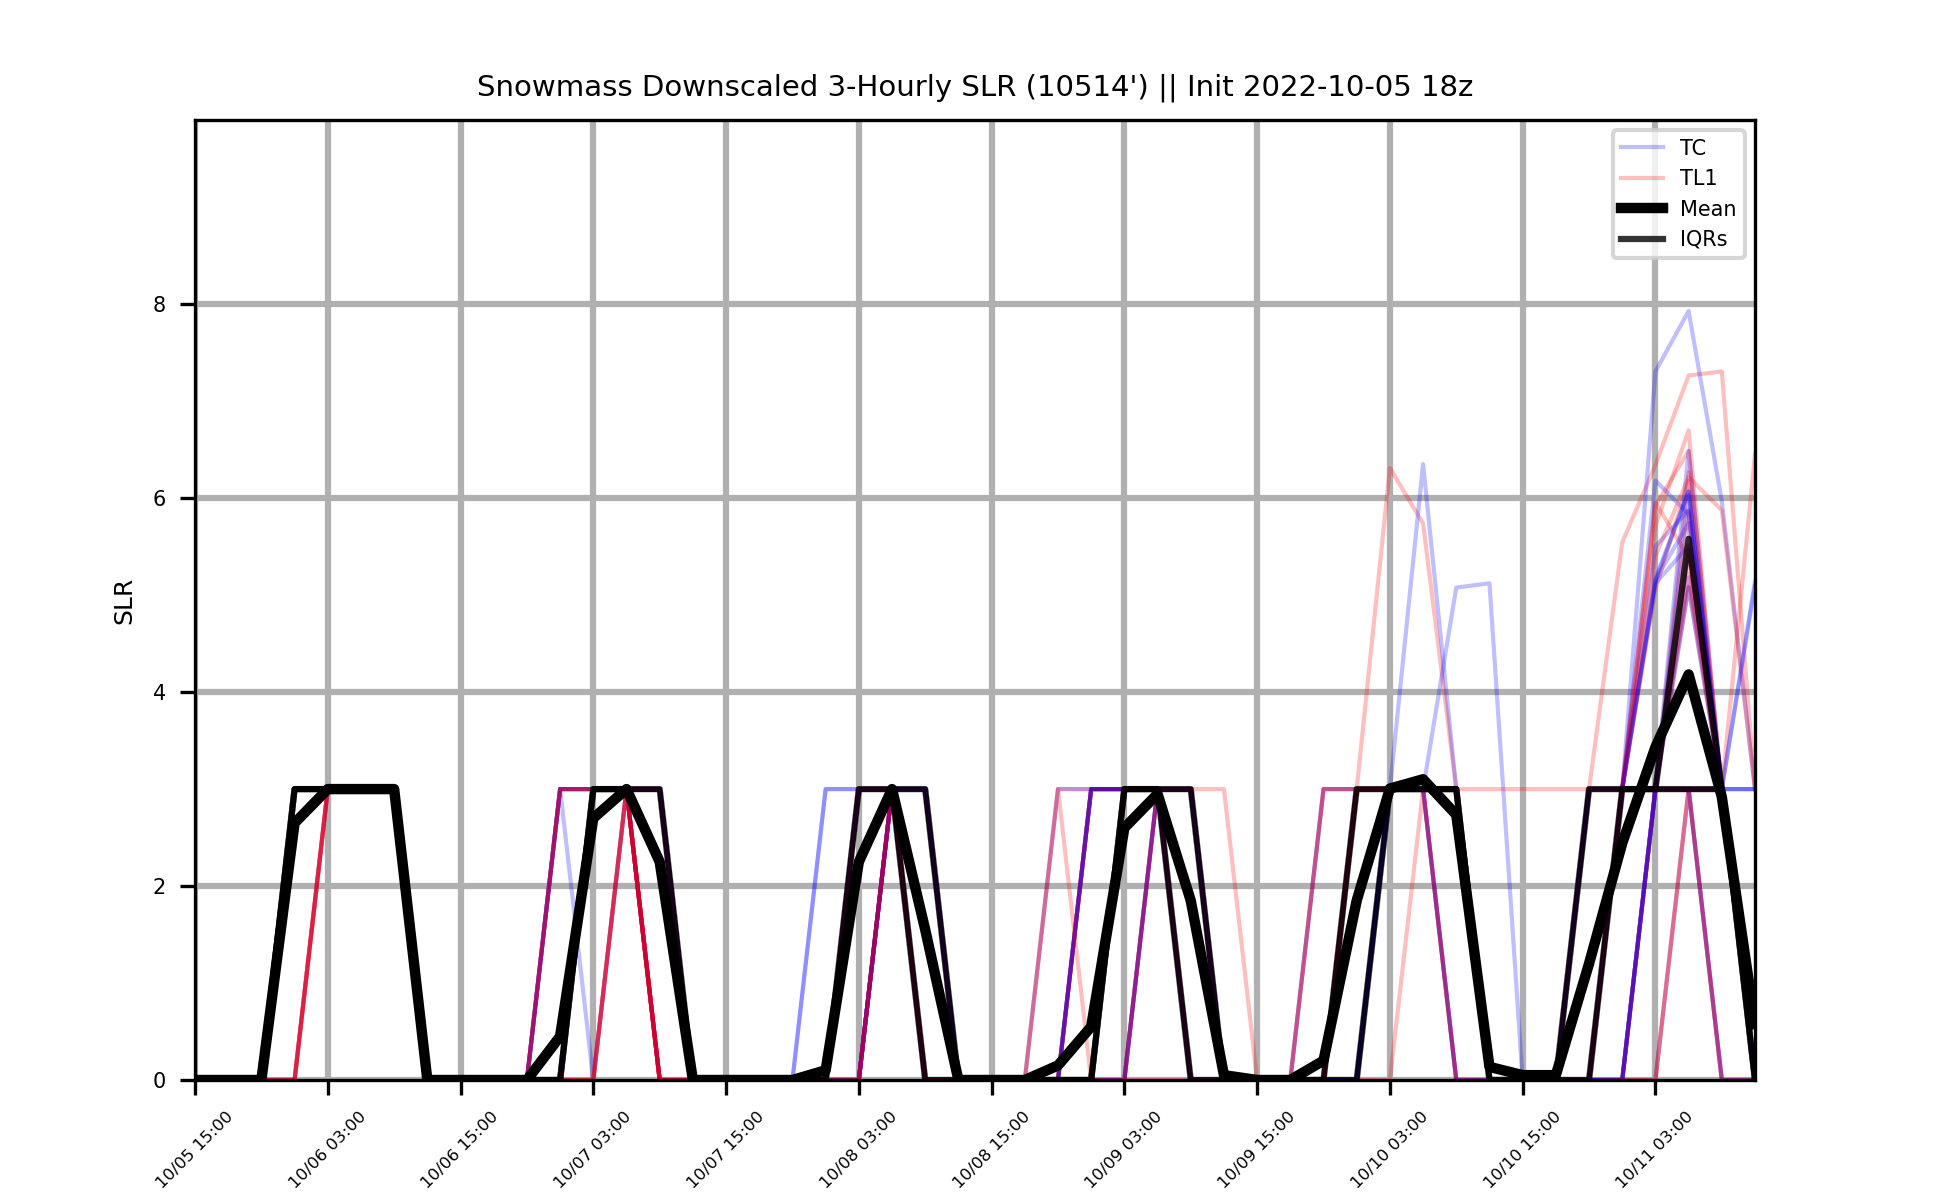 Snowmass Downscaled 3-Hourly SLR (10514') || Init 2022-10-05 18z
TC
TL1
Mean
IQRs
8
6
4
2
0
SLR
10/05 15:00
10/06 03:00
10/06 15:00
10/07 03:00
10/07 15:00
10/08 03:00
10/08 15:00
10/09 03:00
10/09 15:00
10/10 03:00
10/10 15:00
10/11 03:00